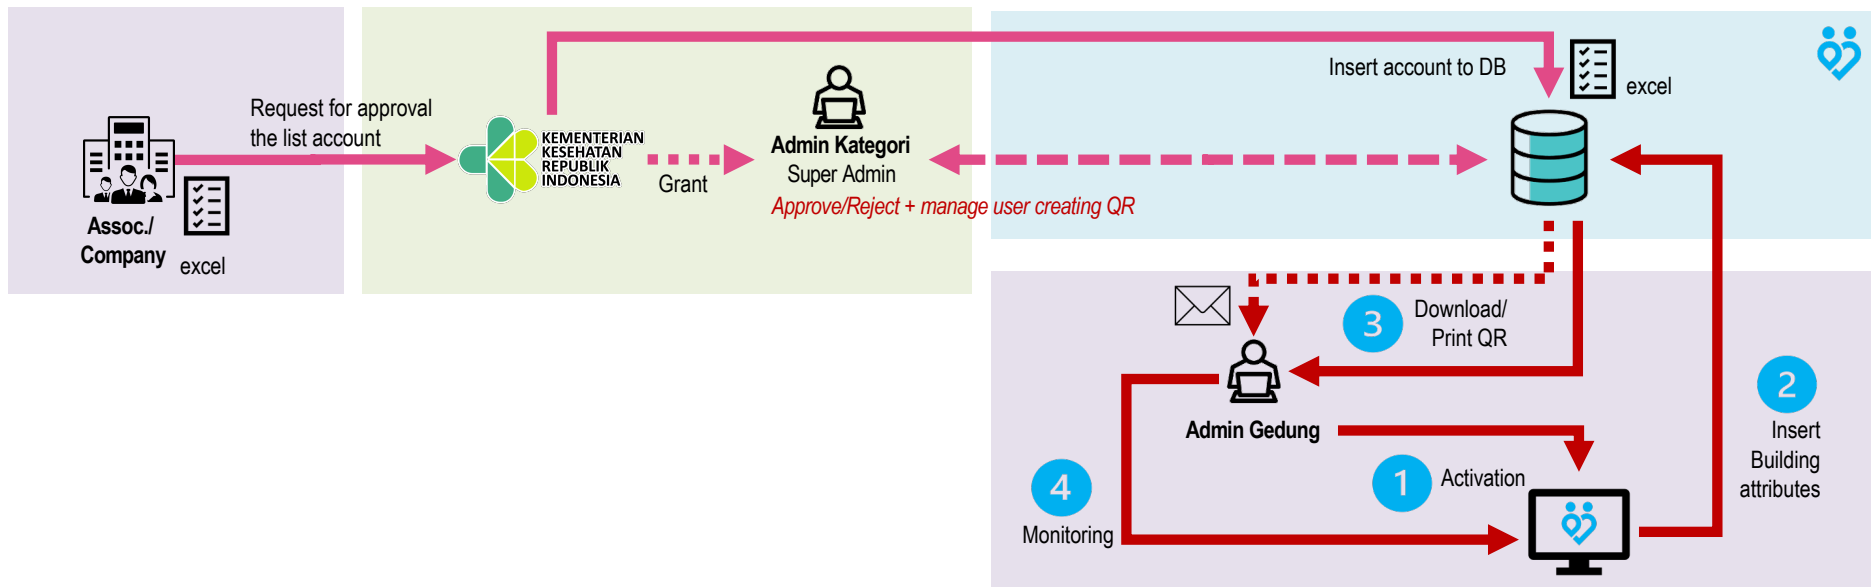 Request for approval
the list account
Assoc./
Company
excel
KEMENTERIAN
KESEHATAN
REPUBLIK
INDONESIA
Grant
Admin Kategori
Super Admin
Approve/Reject + manage user creating QR
Insert account to DB
excel
3
Download/
Print QR
Admin Gedung
1
Activation
2
Insert
Building
attributes
4
Monitoring